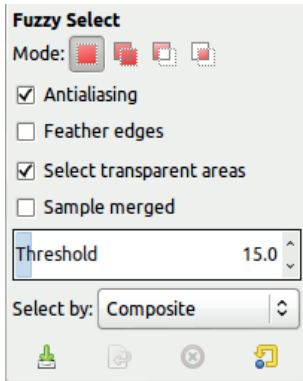 Fuzzy Select
Mode:
Antialiasing
Feather edges
Select transparent areas
Sample merged
Threshold 15.0
Select by: Composite